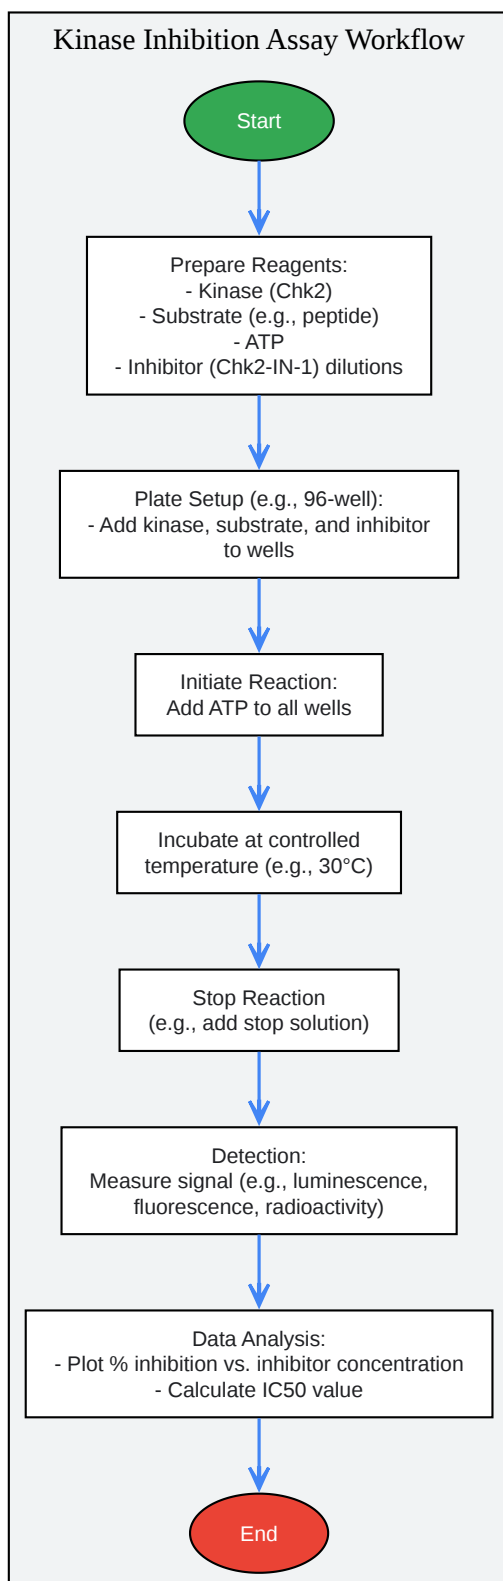 Kinase Inhibition Assay Workflow
Start
Prepare Reagents:
- Kinase (Chk2)
- Substrate (e.g., peptide)
- ATP
- Inhibitor (Chk2-IN-1) dilutions
Plate Setup (e.g., 96-well):
- Add kinase, substrate, and inhibitor
to wells
Initiate Reaction:
Add ATP to all wells
Incubate at controlled
temperature (e.g., 30°C)
Stop Reaction
(e.g., add stop solution)
Detection:
Measure signal (e.g., luminescence,
fluorescence, radioactivity)
Data Analysis:
- Plot % inhibition vs. inhibitor concentration
- Calculate IC50 value
End